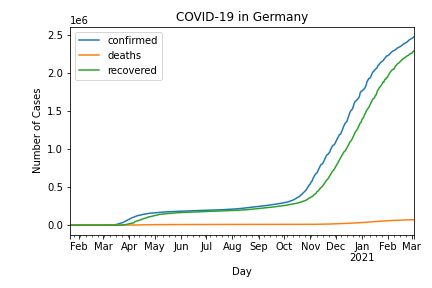 COVID-19 in Germany
1e6
confirmed
deaths
recovered
2.5
2.0
1.5
1.0
0.5
0.0
Number of Cases
Feb Mar Apr May Jun Jul Aug Sep Oct Nov Dec Jan Feb Mar
2021
Day